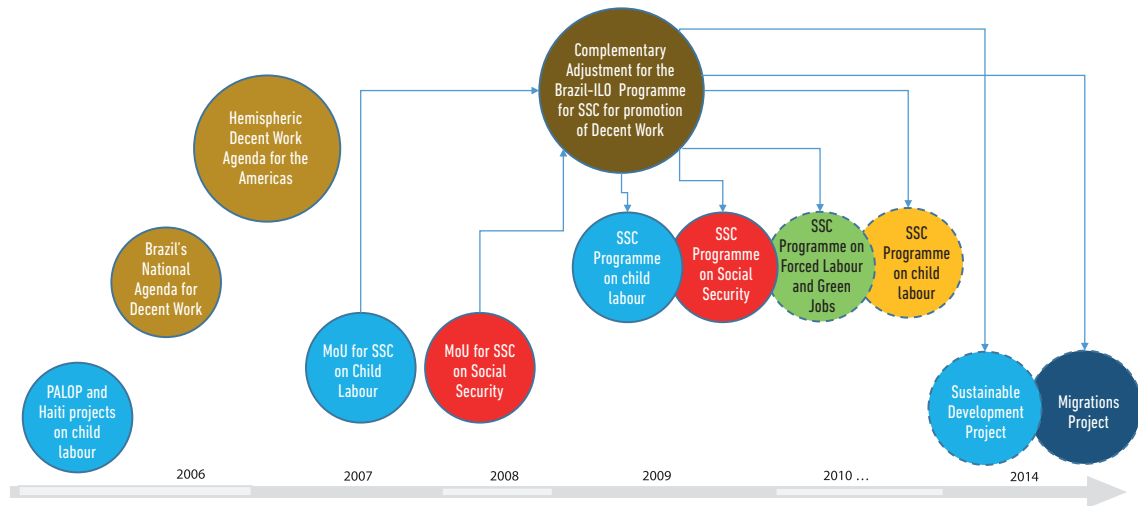 Complementary
Adjustment for the
Brazil-ILO Programme
for SSC for promotion
of Decent Work
Hemispheric
Decent Work
Agenda for the
Americas
Brazil's
National
Agenda for
Decent Work
SSC
Programme
on child
labour
SSC
Programme
on Social
Security
SSC
Programme on
Forced Labour
and Green
Jobs
SSC
Programme
on child
labour
MoU for SSC
on Child
Labour
MoU for SSC
on Social
Security
PALOP and
Haiti projects
on child
labour
Sustainable
Development
Project
Migrations
Project
2006
2007
2008
2009
2010 ...
2014